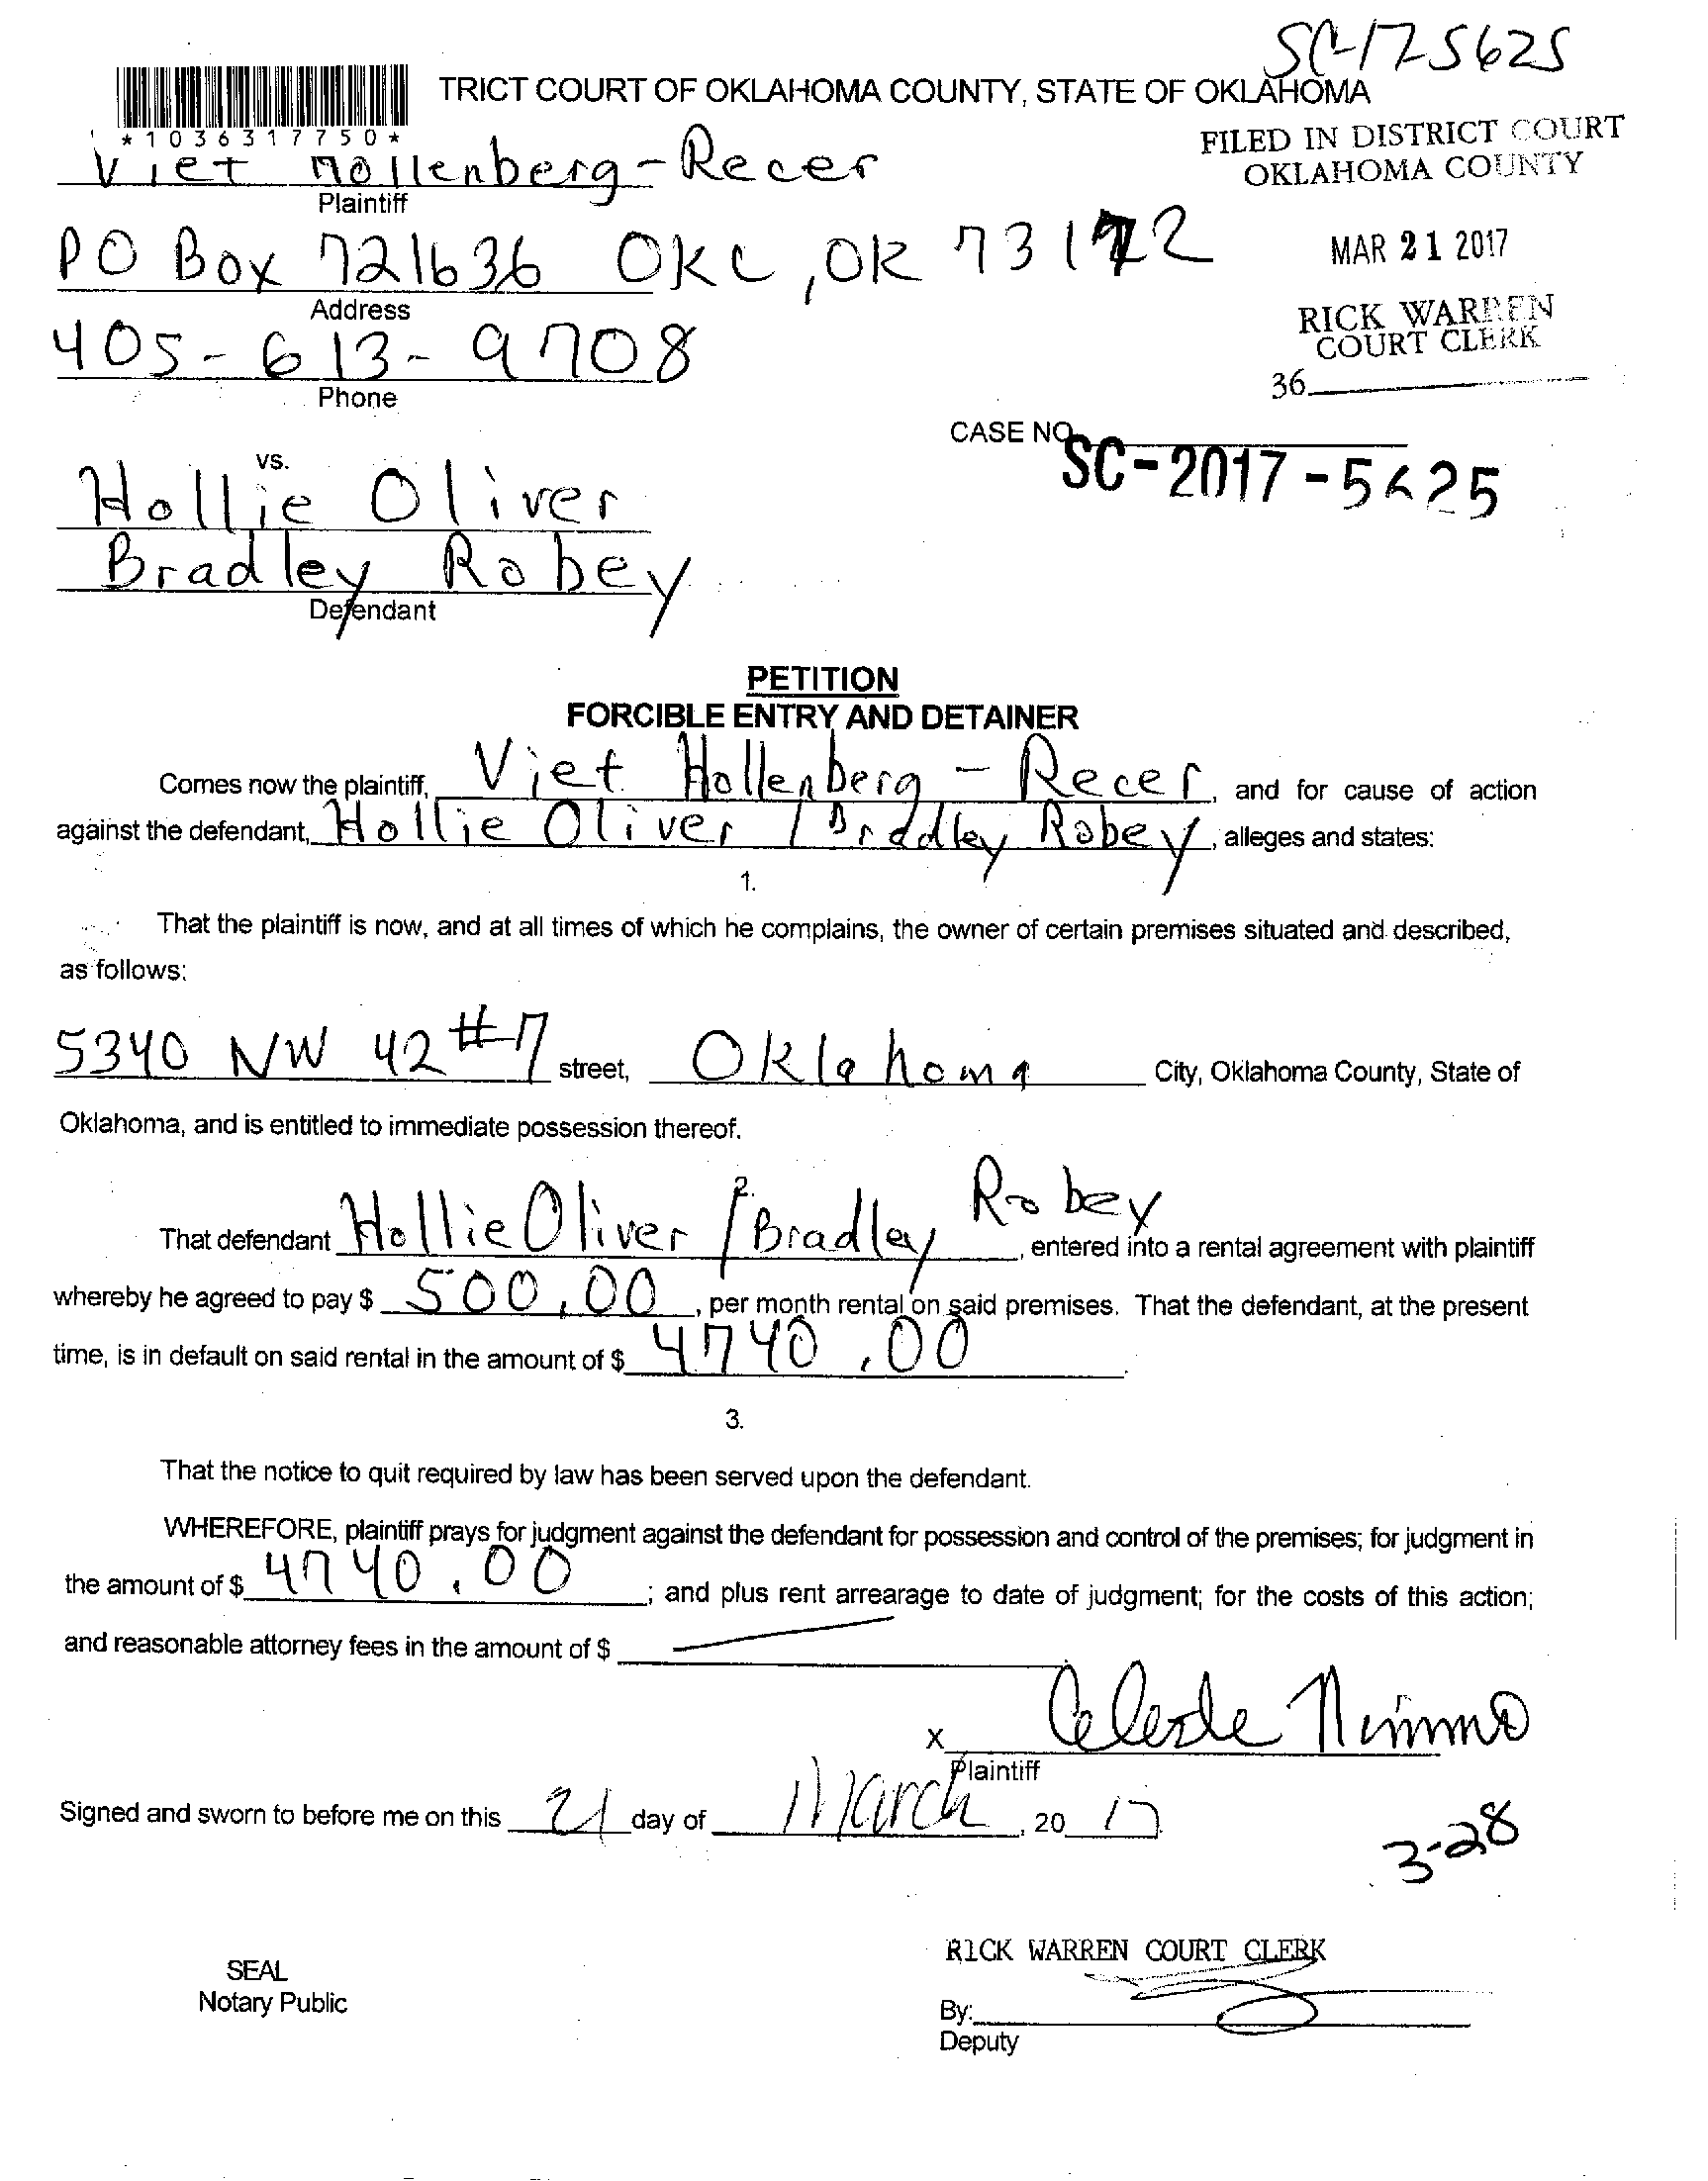 SC-17-5625
TRICT COURT OF OKLAHOMA COUNTY, STATE OF OKLAHOMA
*1036317750*
FILED IN DISTRICT COURT
OKLAHOMA COUNTY
Viet Hollenberg-Recer
Plaintiff
PO Box 721636 OKC, OK 73172
MAR 21 2017
Address
RICK WARREN
COURT CLERK
405-613-9708
Phone
36
CASE NO.
SC-2017-5625
vs.
Hollie Oliver
Bradley Robey
Defendant
PETITION
FORCIBLE ENTRY AND DETAINER
Comes now the plaintiff, Viet Hollenberg - Recer, and for cause of action
against the defendant, Hollie Oliver / Bradley Robey, alleges and states:
1.
That the plaintiff is now, and at all times of which he complains, the owner of certain premises situated and described,
as follows:
5340 NW 42 #7 street, Oklahoma City, Oklahoma County, State of
Oklahoma, and is entitled to immediate possession thereof.
2.
That defendant Hollie Oliver / Bradley Robey, entered into a rental agreement with plaintiff
whereby he agreed to pay $ 500.00, per month rental on said premises. That the defendant, at the present
time, is in default on said rental in the amount of $ 4740.00.
3.
That the notice to quit required by law has been served upon the defendant.
WHEREFORE, plaintiff prays for judgment against the defendant for possession and control of the premises; for judgment in
the amount of $ 4740.00; and plus rent arrearage to date of judgment; for the costs of this action;
and reasonable attorney fees in the amount of $
X Celeste Nimmo
Plaintiff
Signed and sworn to before me on this 21 day of March, 20 17.
3-28
RICK WARREN COURT CLERK
SEAL
Notary Public
By:
Deputy